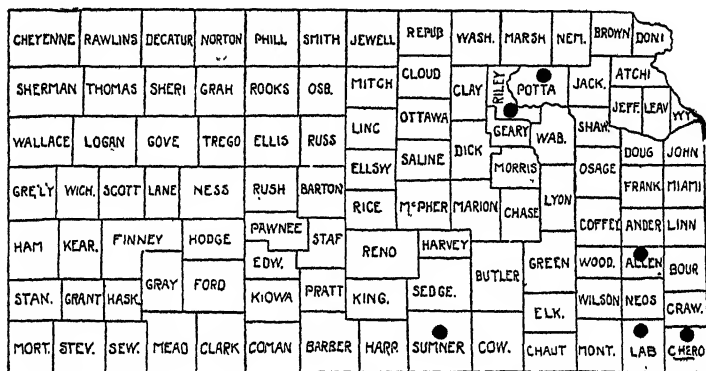 CHEYENNE RAWLINS DECATUR NORTON PHILL SMITH JEWELL REPUB WASH. MARSH NEM. BROWN DONI
SHERMAN THOMAS SHERI GRAH ROOKS OSB. MITCH CLOUD CLAY RILEY POTTA JACK. ATCHI
JEFF. LEAV WY.
WALLACE LOGAN GOVE TREGO ELLIS RUSS LINC OTTAWA GEARY WAB. SHAW.
DOUG JOHN
ELLSW SALINE DICK MORRIS OSAGE
GRE'LY WICH. SCOTT LANE NESS RUSH BARTON FRANK MIAMI
RICE McPHER MARION CHASE LYON
COFFEY ANDER LINN
HAM KEAR. FINNEY HODGE PAWNEE STAF RENO HARVEY
EDW. BUTLER GREEN WOOD. ALLEN BOUR
STAN. GRANT HASK. GRAY FORD KIOWA PRATT KING. SEDGE. WILSON NEOS CRAW.
ELK.
MORT. STEV. SEW. MEAD CLARK COMAN BARBER HARP. SUMNER COW. CHAUT MONT. LAB CHERO